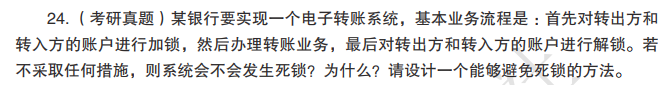 24.（考研真题）某银行要实现一个电子转账系统，基本业务流程是：首先对转出方和
转入方的账户进行加锁，然后办理转账业务，最后对转出方和转入方的账户进行解锁。若
不采取任何措施，则系统会不会发生死锁？为什么？请设计一个能够避免死锁的方法。